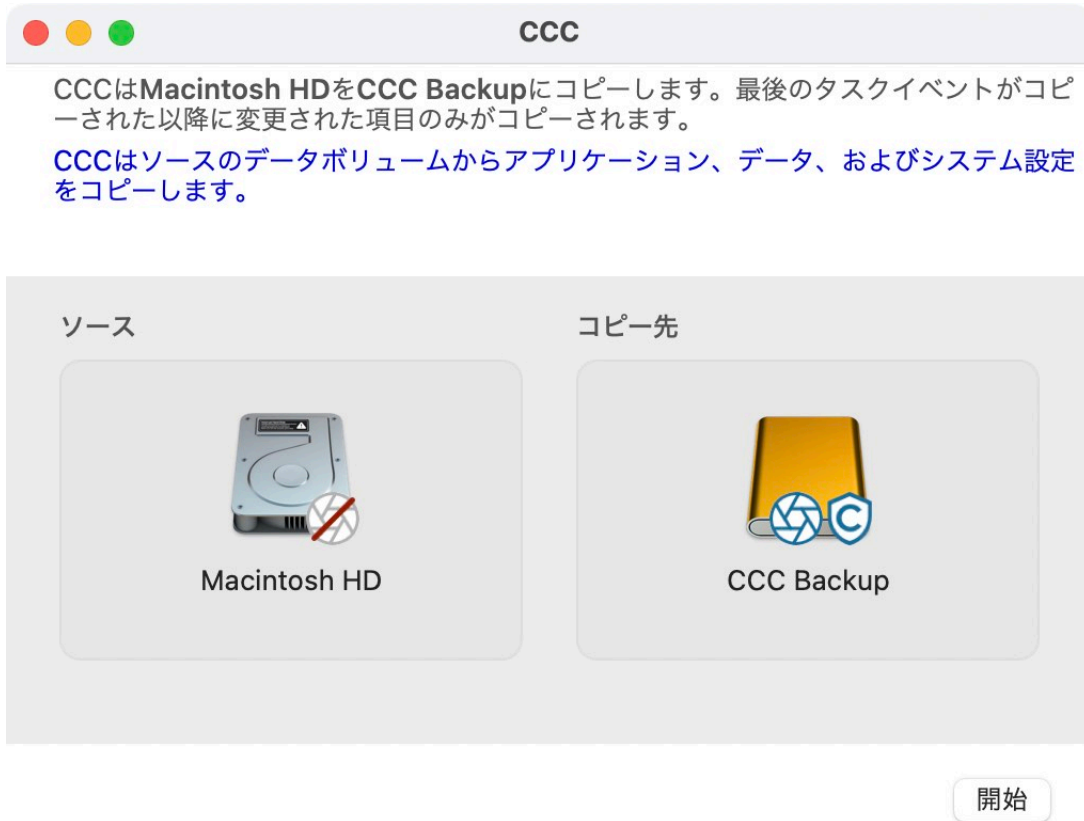 CCC
CCCはMacintosh HDをCCC Backupにコピーします。最後のタスクイベントがコピ
ーされた以降に変更された項目のみがコピーされます。
CCCはソースのデータボリュームからアプリケーション、データ、およびシステム設定
をコピーします。
ソース
コピー先
Macintosh HD
CCC Backup
開始